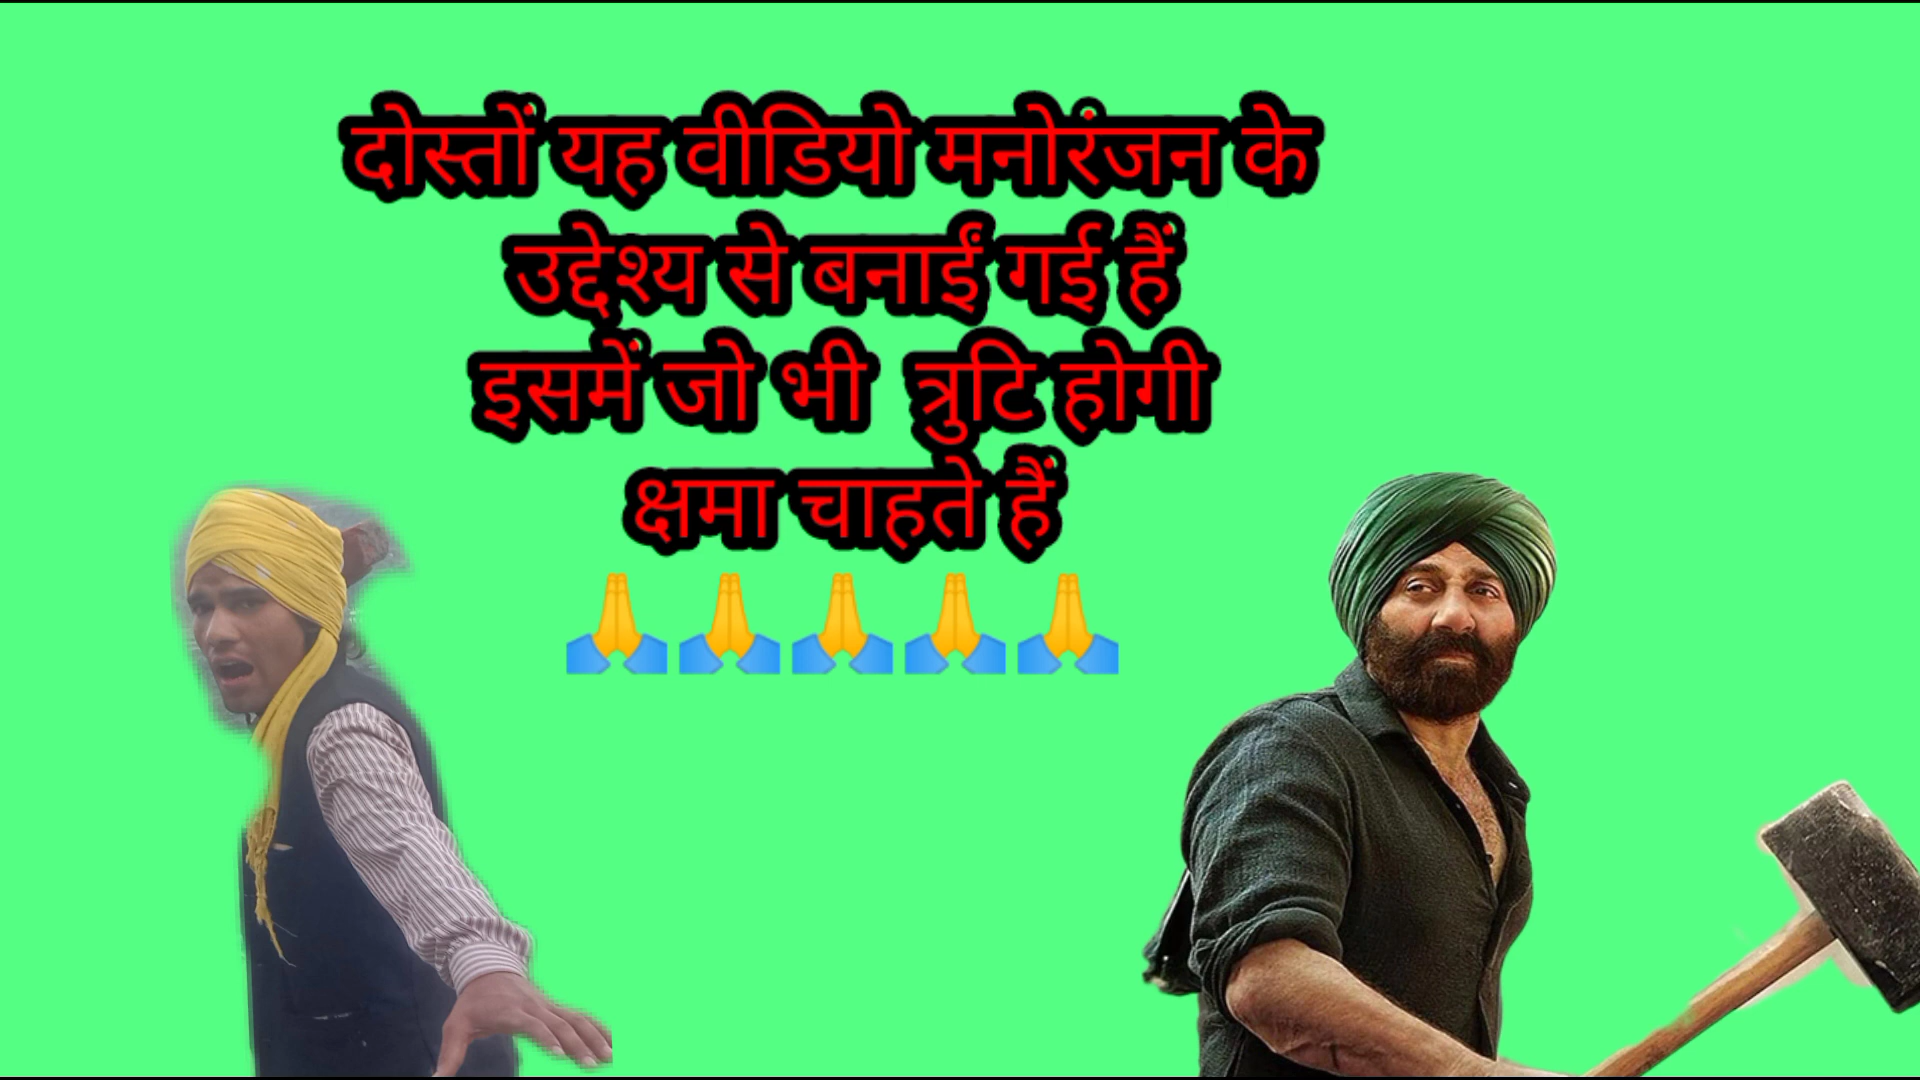 दोस्तों यह वीडियो मनोरंजन के
उद्देश्य से बनाईं गई हैं
इसमें जो भी त्रुटि होगी
क्षमा चाहते हैं
🙏🙏🙏🙏🙏